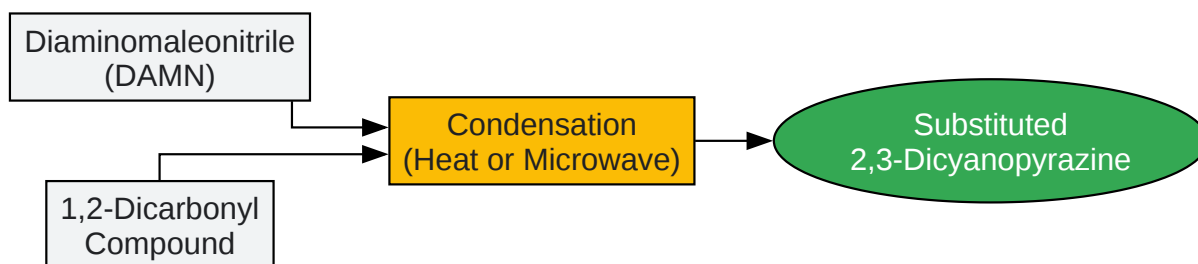 Diaminomaleonitrile
(DAMN)
1,2-Dicarbonyl
Compound
Condensation
(Heat or Microwave)
Substituted
2,3-Dicyanopyrazine